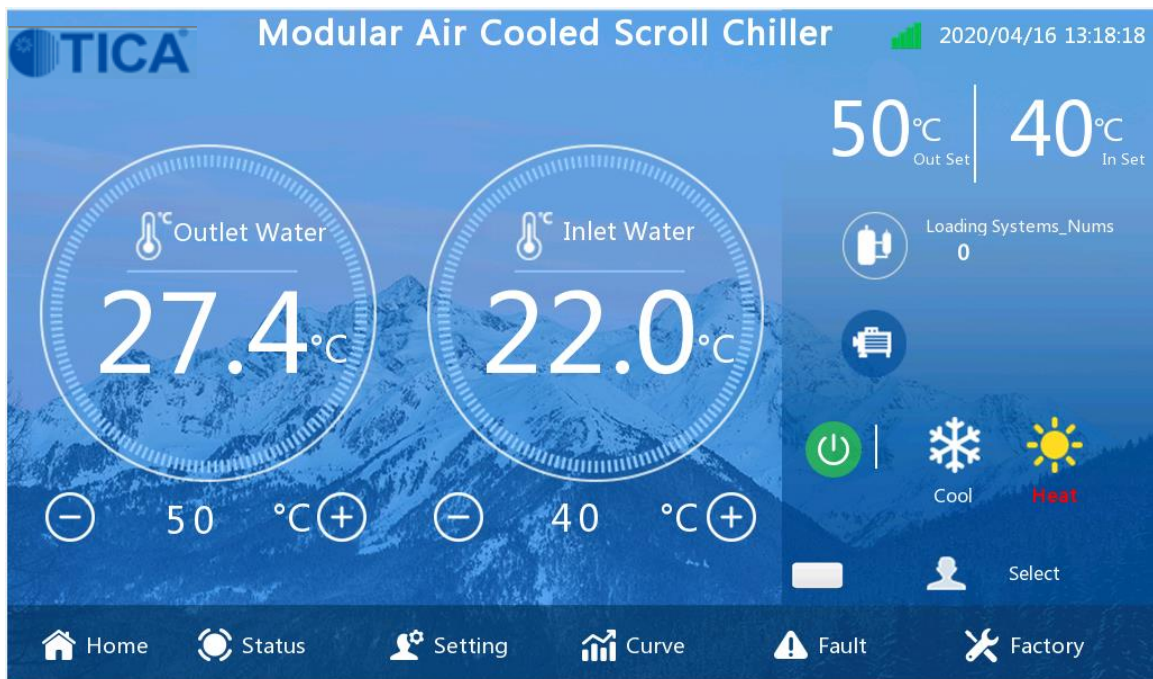 TICA
Modular Air Cooled Scroll Chiller
2020/04/16 13:18:18
50 °C Out Set
40 °C In Set
°C Outlet Water
27.4 °C
°C Inlet Water
22.0 °C
Loading Systems_Nums
0
Cool
Heat
− 50 °C +
− 40 °C +
Select
Home Status Setting Curve Fault Factory